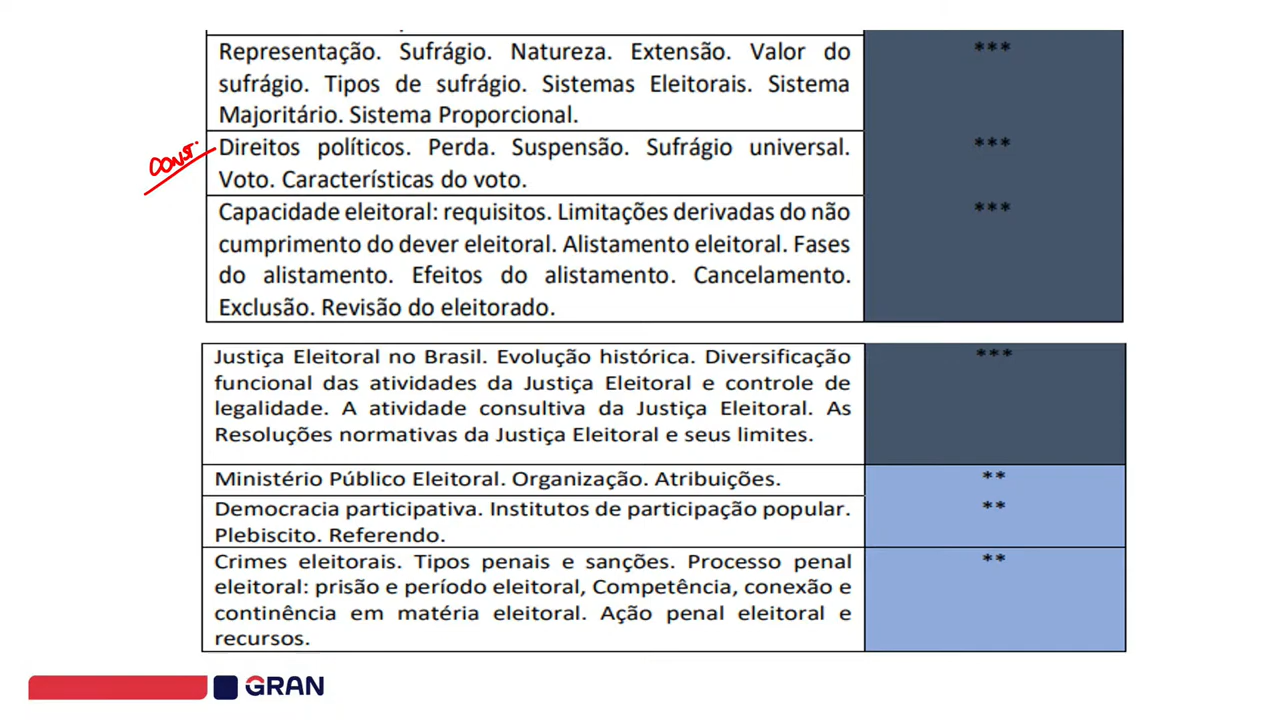 Representação. Sufrágio. Natureza. Extensão. Valor do
sufrágio. Tipos de sufrágio. Sistemas Eleitorais. Sistema
Majoritário. Sistema Proporcional.
***
CONST.
Direitos políticos. Perda. Suspensão. Sufrágio universal.
Voto. Características do voto.
***
Capacidade eleitoral: requisitos. Limitações derivadas do não
cumprimento do dever eleitoral. Alistamento eleitoral. Fases
do alistamento. Efeitos do alistamento. Cancelamento.
Exclusão. Revisão do eleitorado.
***
Justiça Eleitoral no Brasil. Evolução histórica. Diversificação
funcional das atividades da Justiça Eleitoral e controle de
legalidade. A atividade consultiva da Justiça Eleitoral. As
Resoluções normativas da Justiça Eleitoral e seus limites.
***
Ministério Público Eleitoral. Organização. Atribuições.
**
Democracia participativa. Institutos de participação popular.
Plebiscito. Referendo.
**
Crimes eleitorais. Tipos penais e sanções. Processo penal
eleitoral: prisão e período eleitoral, Competência, conexão e
continência em matéria eleitoral. Ação penal eleitoral e
recursos.
**
GRAN